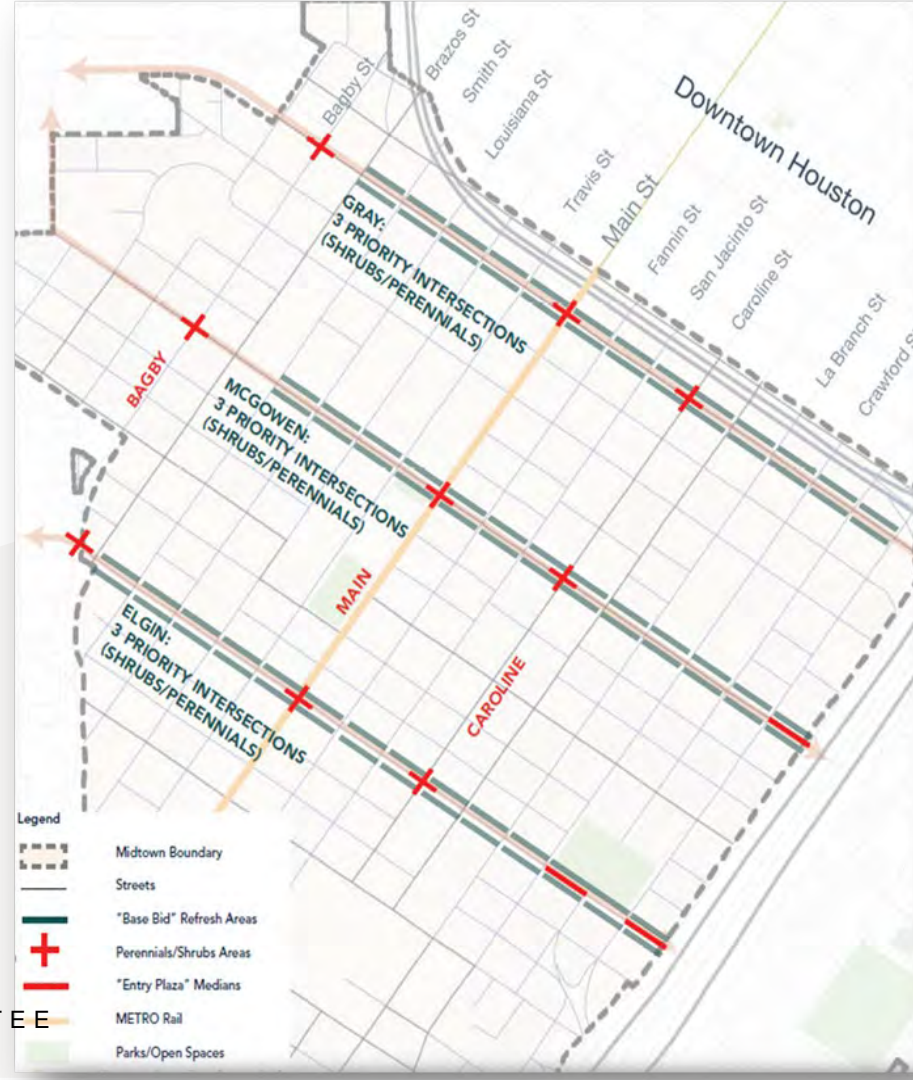 Bagby St
Brazos St
Smith St
Louisiana St
Travis St
Main St
Fannin St
San Jacinto St
Caroline St
La Branch St
Crawford S
Downtown Houston
GRAY:
3 PRIORITY INTERSECTIONS
(SHRUBS/PERENNIALS)
BAGBY
MCGOWEN:
3 PRIORITY INTERSECTIONS
(SHRUBS/PERENNIALS)
MAIN
CAROLINE
ELGIN:
3 PRIORITY INTERSECTIONS
(SHRUBS/PERENNIALS)
Legend
Midtown Boundary
Streets
"Base Bid" Refresh Areas
Perennials/Shrubs Areas
"Entry Plaza" Medians
METRO Rail
Parks/Open Spaces
TEE